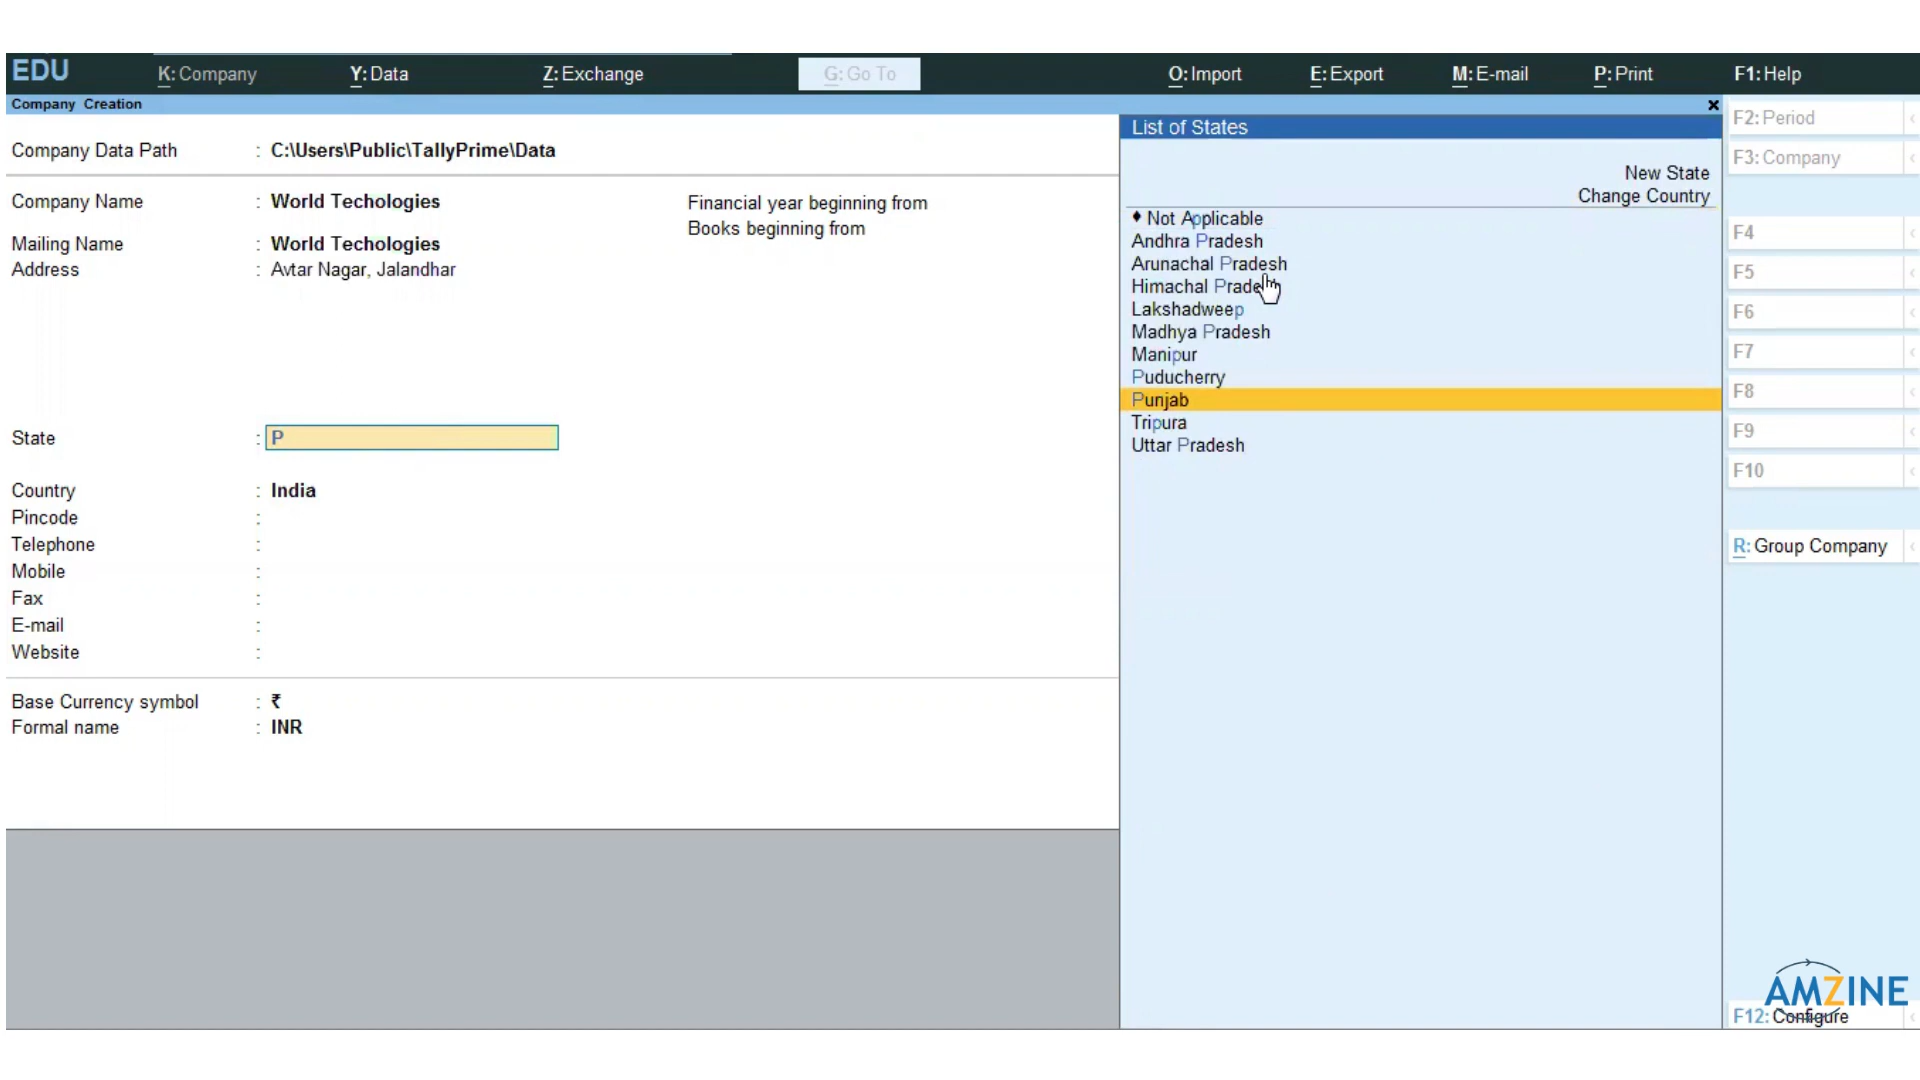 EDU
K: Company
Y: Data
Z: Exchange
G: Go To
O: Import
E: Export
M: E-mail
P: Print
F1: Help
Company Creation
Company Data Path : C:\Users\Public\TallyPrime\Data
Company Name : World Techologies
Mailing Name : World Techologies
Address : Avtar Nagar, Jalandhar
Financial year beginning from
Books beginning from
State : P
Country : India
Pincode :
Telephone :
Mobile :
Fax :
E-mail :
Website :
Base Currency symbol : ₹
Formal name : INR
List of States
New State
Change Country
♦ Not Applicable
Andhra Pradesh
Arunachal Pradesh
Himachal Pradesh
Lakshadweep
Madhya Pradesh
Manipur
Puducherry
Punjab
Tripura
Uttar Pradesh
F2: Period
F3: Company
F4
F5
F6
F7
F8
F9
F10
R: Group Company
AMZINE
F12: Configure